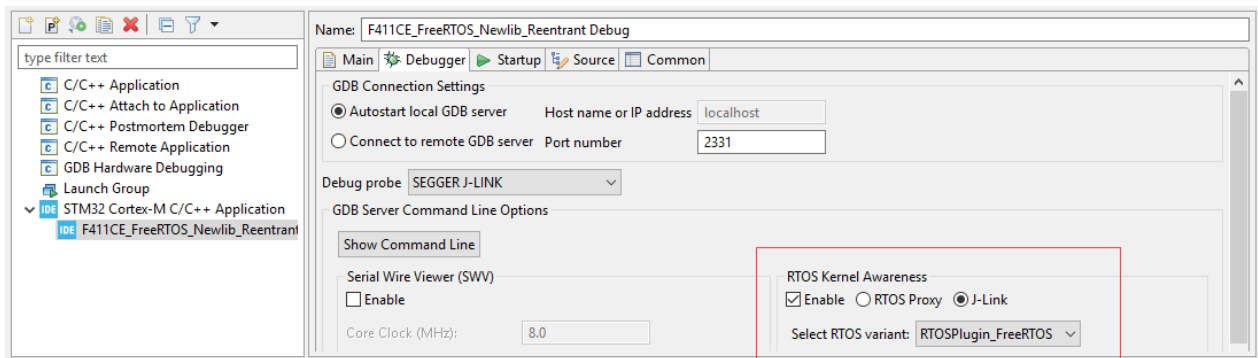 type filter text
C/C++ Application
C/C++ Attach to Application
C/C++ Postmortem Debugger
C/C++ Remote Application
GDB Hardware Debugging
Launch Group
IDE STM32 Cortex-M C/C++ Application
IDE F411CE_FreeRTOS_Newlib_Reentrant
Name: F411CE_FreeRTOS_Newlib_Reentrant Debug
Main Debugger Startup Source Common
GDB Connection Settings
Autostart local GDB server Host name or IP address localhost
Connect to remote GDB server Port number 2331
Debug probe SEGGER J-LINK
GDB Server Command Line Options
Show Command Line
Serial Wire Viewer (SWV)
Enable
Core Clock (MHz): 8.0
RTOS Kernel Awareness
Enable RTOS Proxy J-Link
Select RTOS variant: RTOSPlugin_FreeRTOS